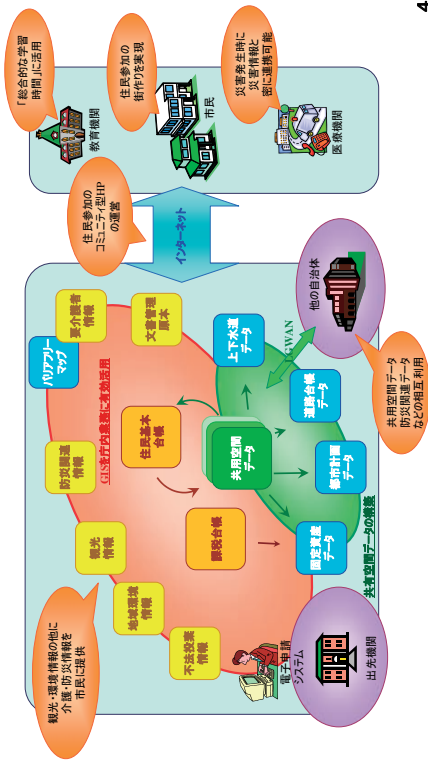 観光・環境情報の他に
介護・防災情報を
市民に提供
住民参加の
コミュニティ型HP
の運営
「総合的な学習
時間」に活用
教育機関
住民参加の
街作りを実現
市民
災害発生時に
災害情報と
密に連携可能
医療機関
インターネット
バリアフリー
マップ
要介護者
情報
文書管理
原本
防災関連
情報
観光
情報
地域環境
情報
不法投棄
情報
GISを庁内業務に有効活用
住民基本
台帳
課税台帳
共用空間
データ
上下水道
データ
道路台帳
データ
都市計画
データ
固定資産
データ
共有空間データの構築
LGWAN
電子申請
システム
出先機関
他の自治体
共用空間データ
防災関連データ
などの相互利用
4